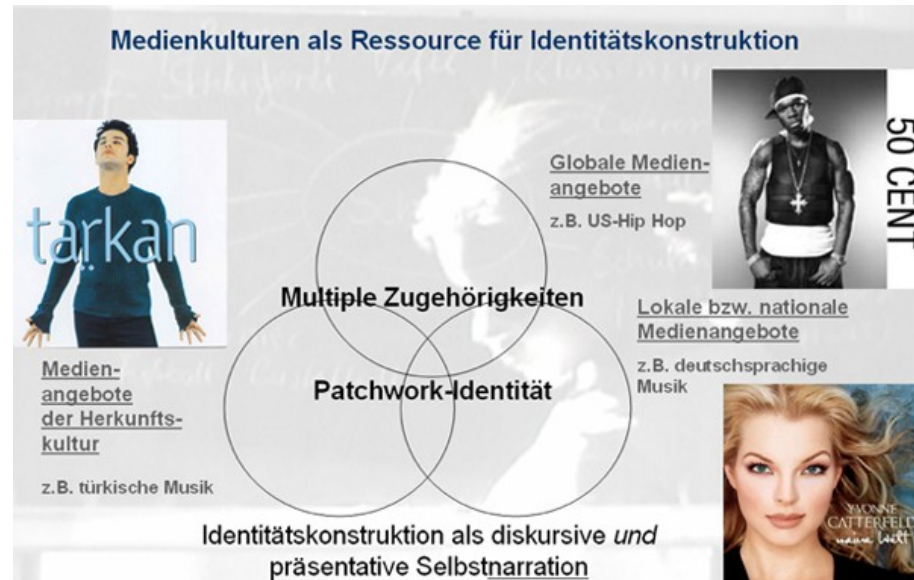 Medienkulturen als Ressource für Identitätskonstruktion
tarkan
Globale Medien-
angebote
z.B. US-Hip Hop
50 CENT
Multiple Zugehörigkeiten
Patchwork-Identität
Lokale bzw. nationale
Medienangebote
z.B. deutschsprachige
Musik
Medien-
angebote
der Herkunfts-
kultur
z.B. türkische Musik
YVONNE
CATTERFELD
meine Welt
Identitätskonstruktion als diskursive und
präsentative Selbstnarration